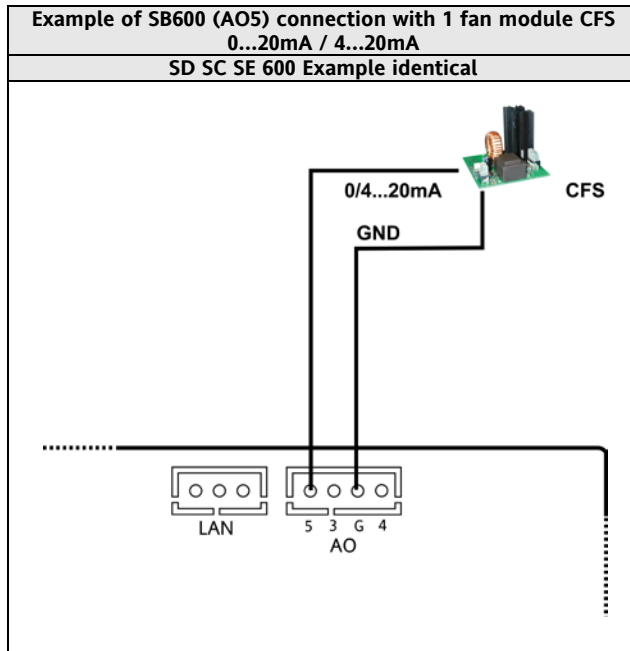 Example of SB600 (AO5) connection with 1 fan module CFS
0...20mA / 4...20mA
SD SC SE 600 Example identical
0/4...20mA
CFS
GND
LAN
5 3 G 4
AO